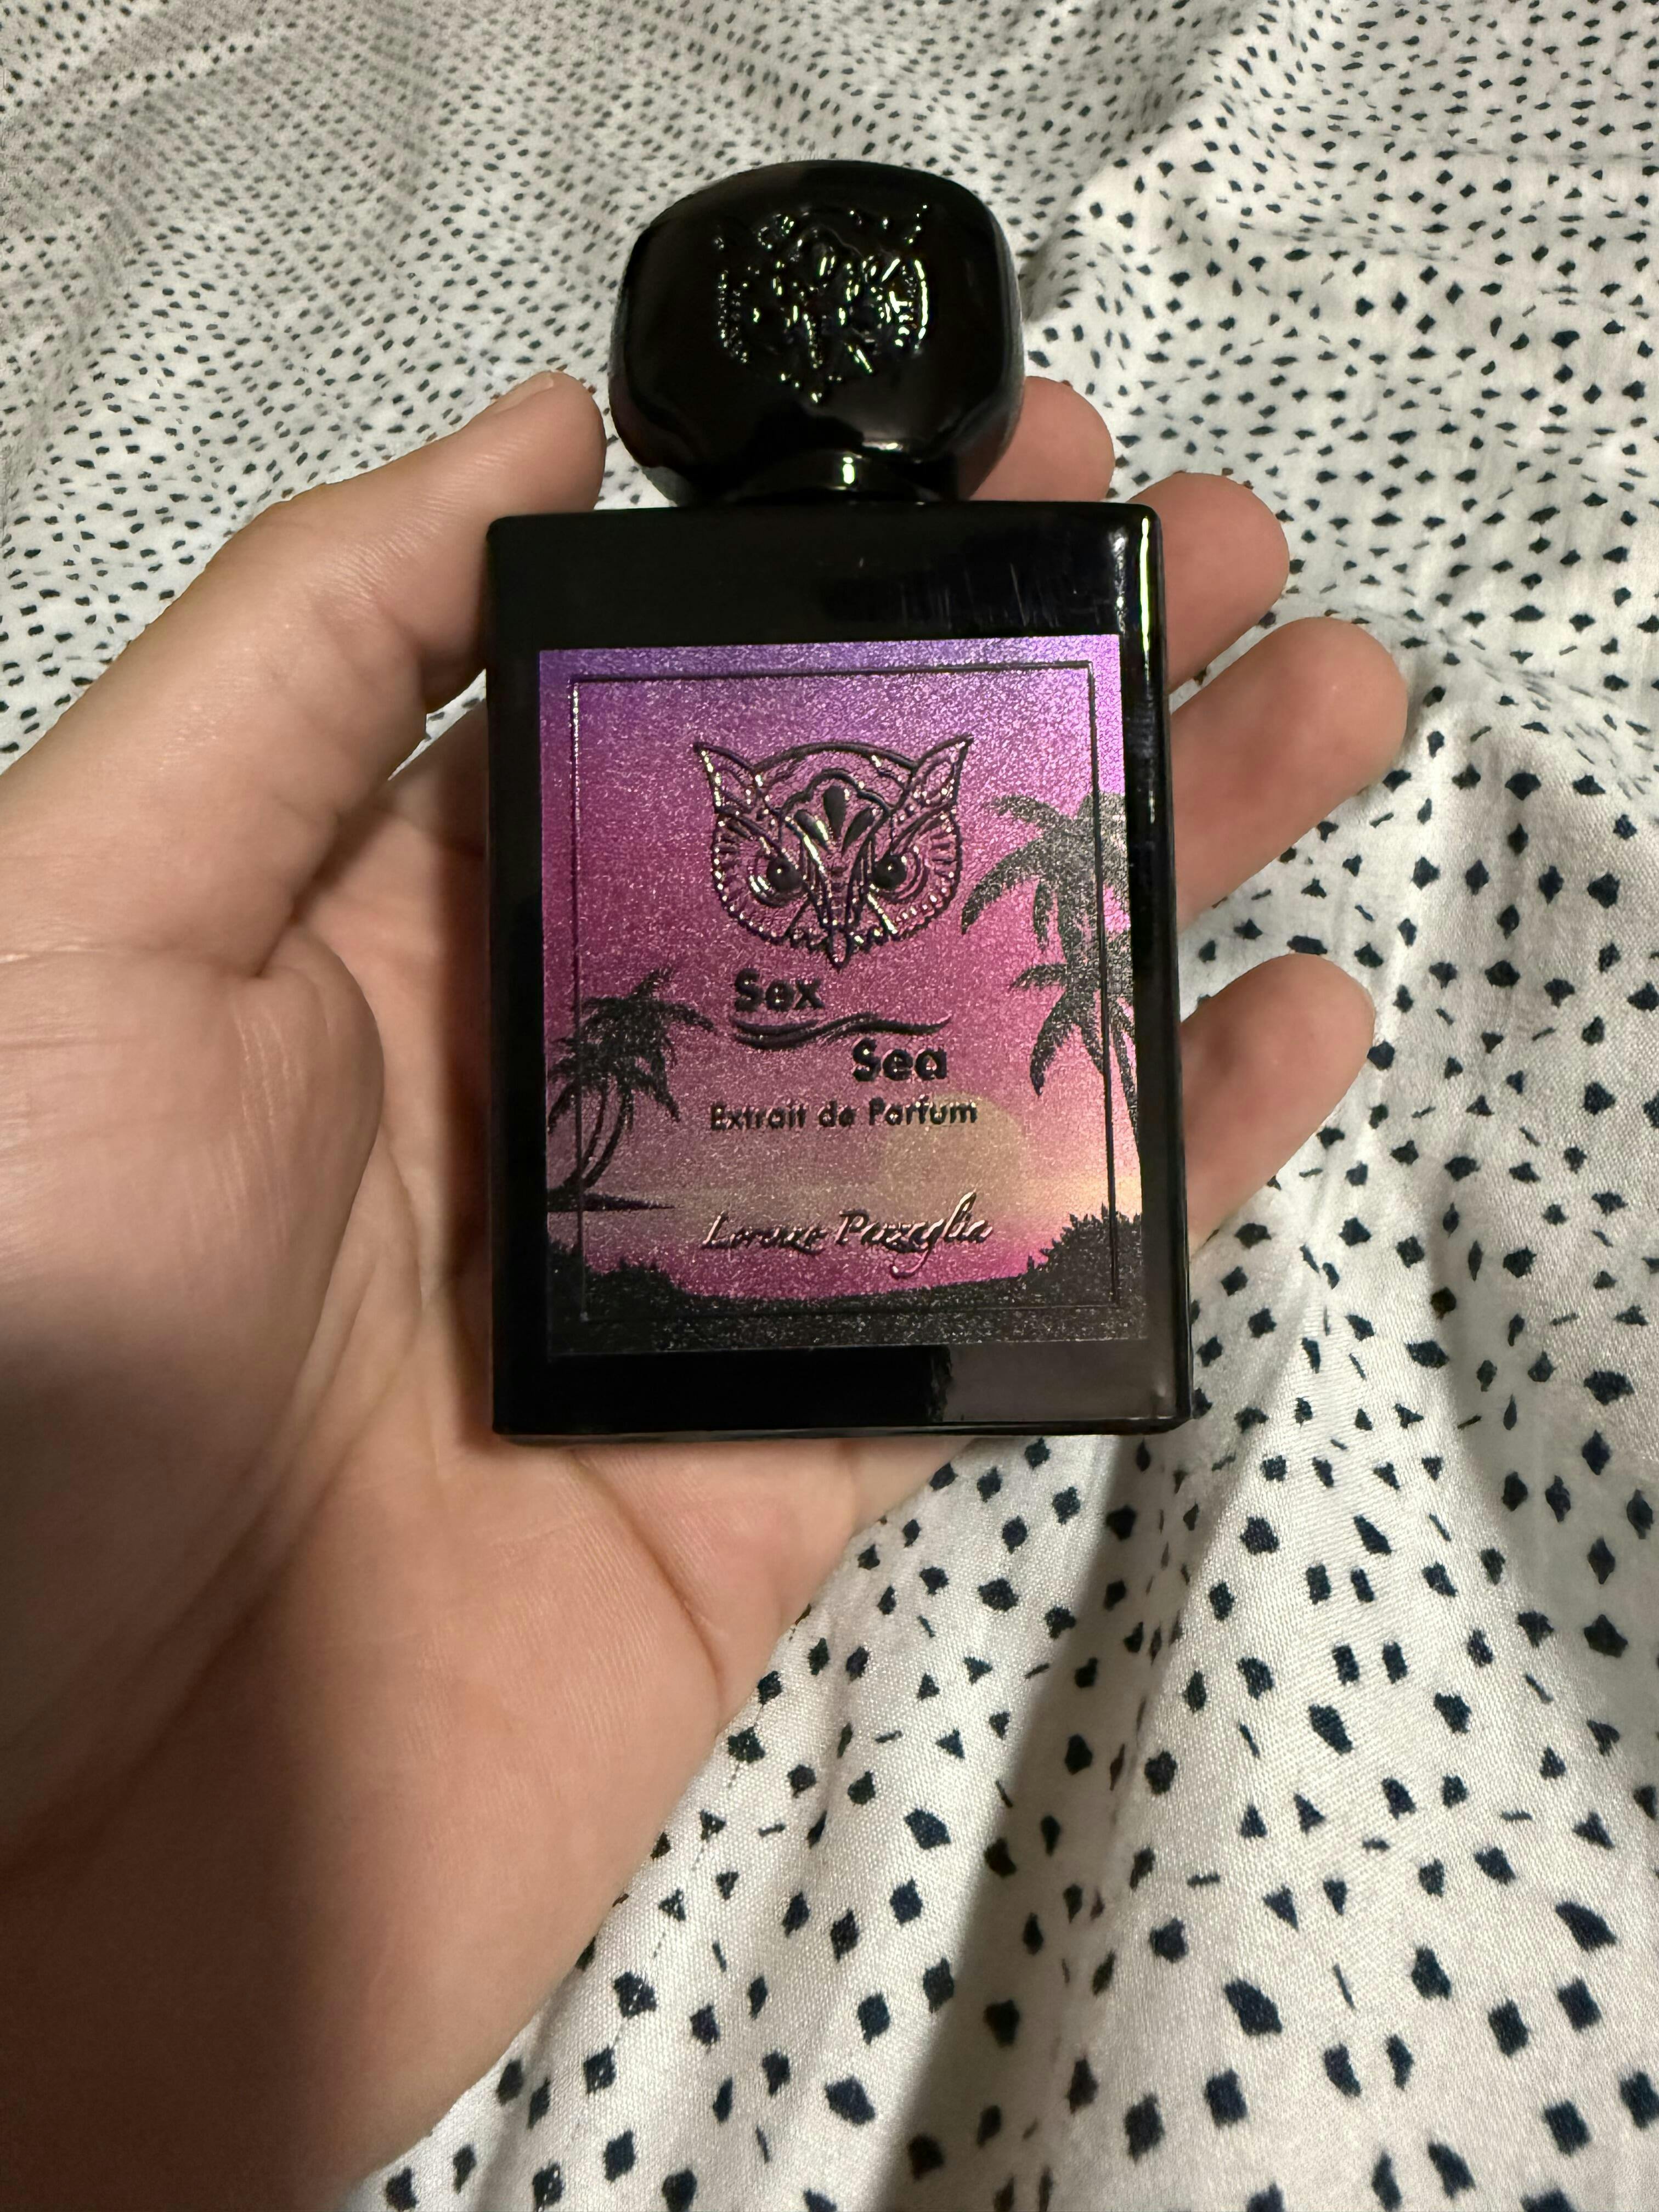 Sex
Sea
Extrait de Parfum
Lorenzo Pazzaglia